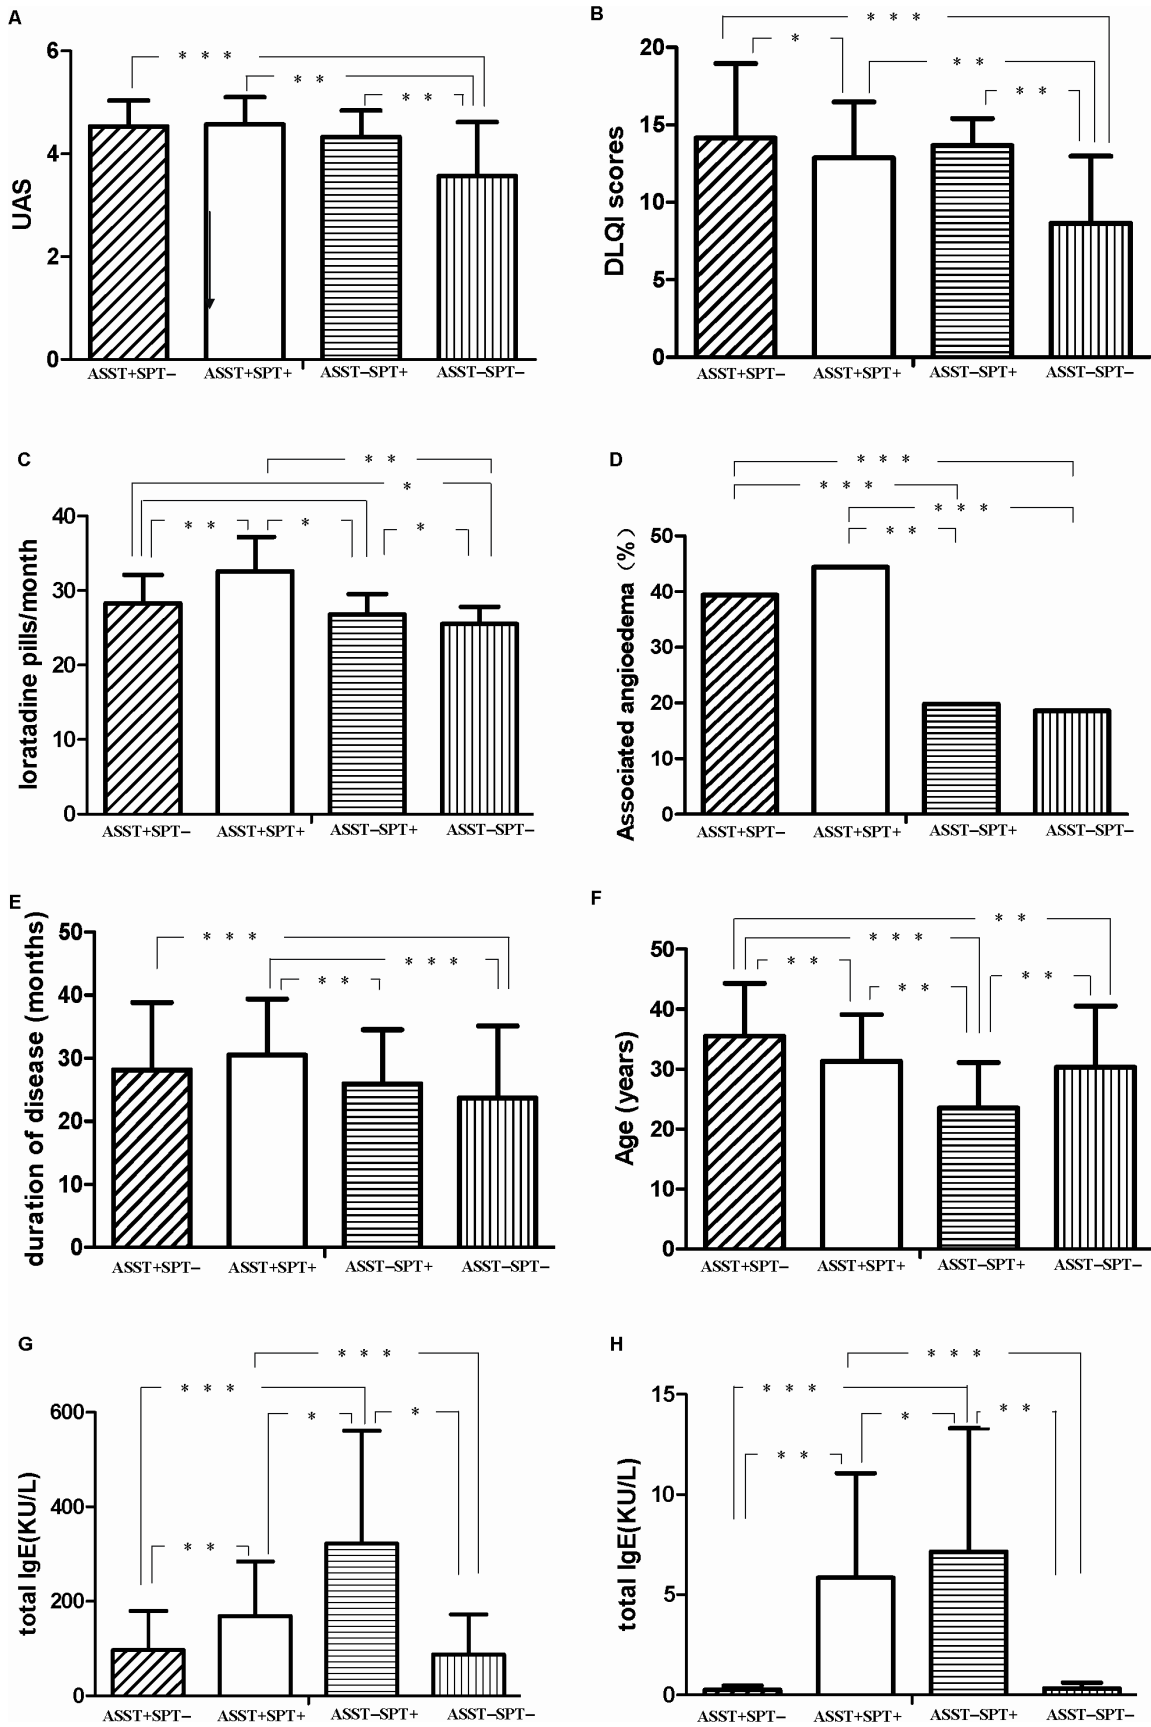 A
6
4
2
0
UAS
* * *
* *
* *
ASST+SPT− ASST+SPT+ ASST−SPT+ ASST−SPT−
B
20
15
10
5
0
DLQI scores
* * *
*
* *
* *
ASST+SPT− ASST+SPT+ ASST−SPT+ ASST−SPT−
C
40
30
20
10
0
loratadine pills/month
* *
*
* *
*
*
ASST+SPT− ASST+SPT+ ASST−SPT+ ASST−SPT−
D
50
40
30
20
10
0
Associated angioedema (%)
* * *
* * *
* * *
* *
ASST+SPT− ASST+SPT+ ASST−SPT+ ASST−SPT−
E
50
40
30
20
10
0
duration of disease (months)
* * *
* * *
* *
ASST+SPT− ASST+SPT+ ASST−SPT+ ASST−SPT−
F
50
40
30
20
10
0
Age (years)
* *
* * *
* *
* *
* *
ASST+SPT− ASST+SPT+ ASST−SPT+ ASST−SPT−
G
600
400
200
0
total IgE(KU/L)
* * *
* * *
*
*
* *
ASST+SPT− ASST+SPT+ ASST−SPT+ ASST−SPT−
H
15
10
5
0
total IgE(KU/L)
* * *
* * *
*
* *
* *
ASST+SPT− ASST+SPT+ ASST−SPT+ ASST−SPT−